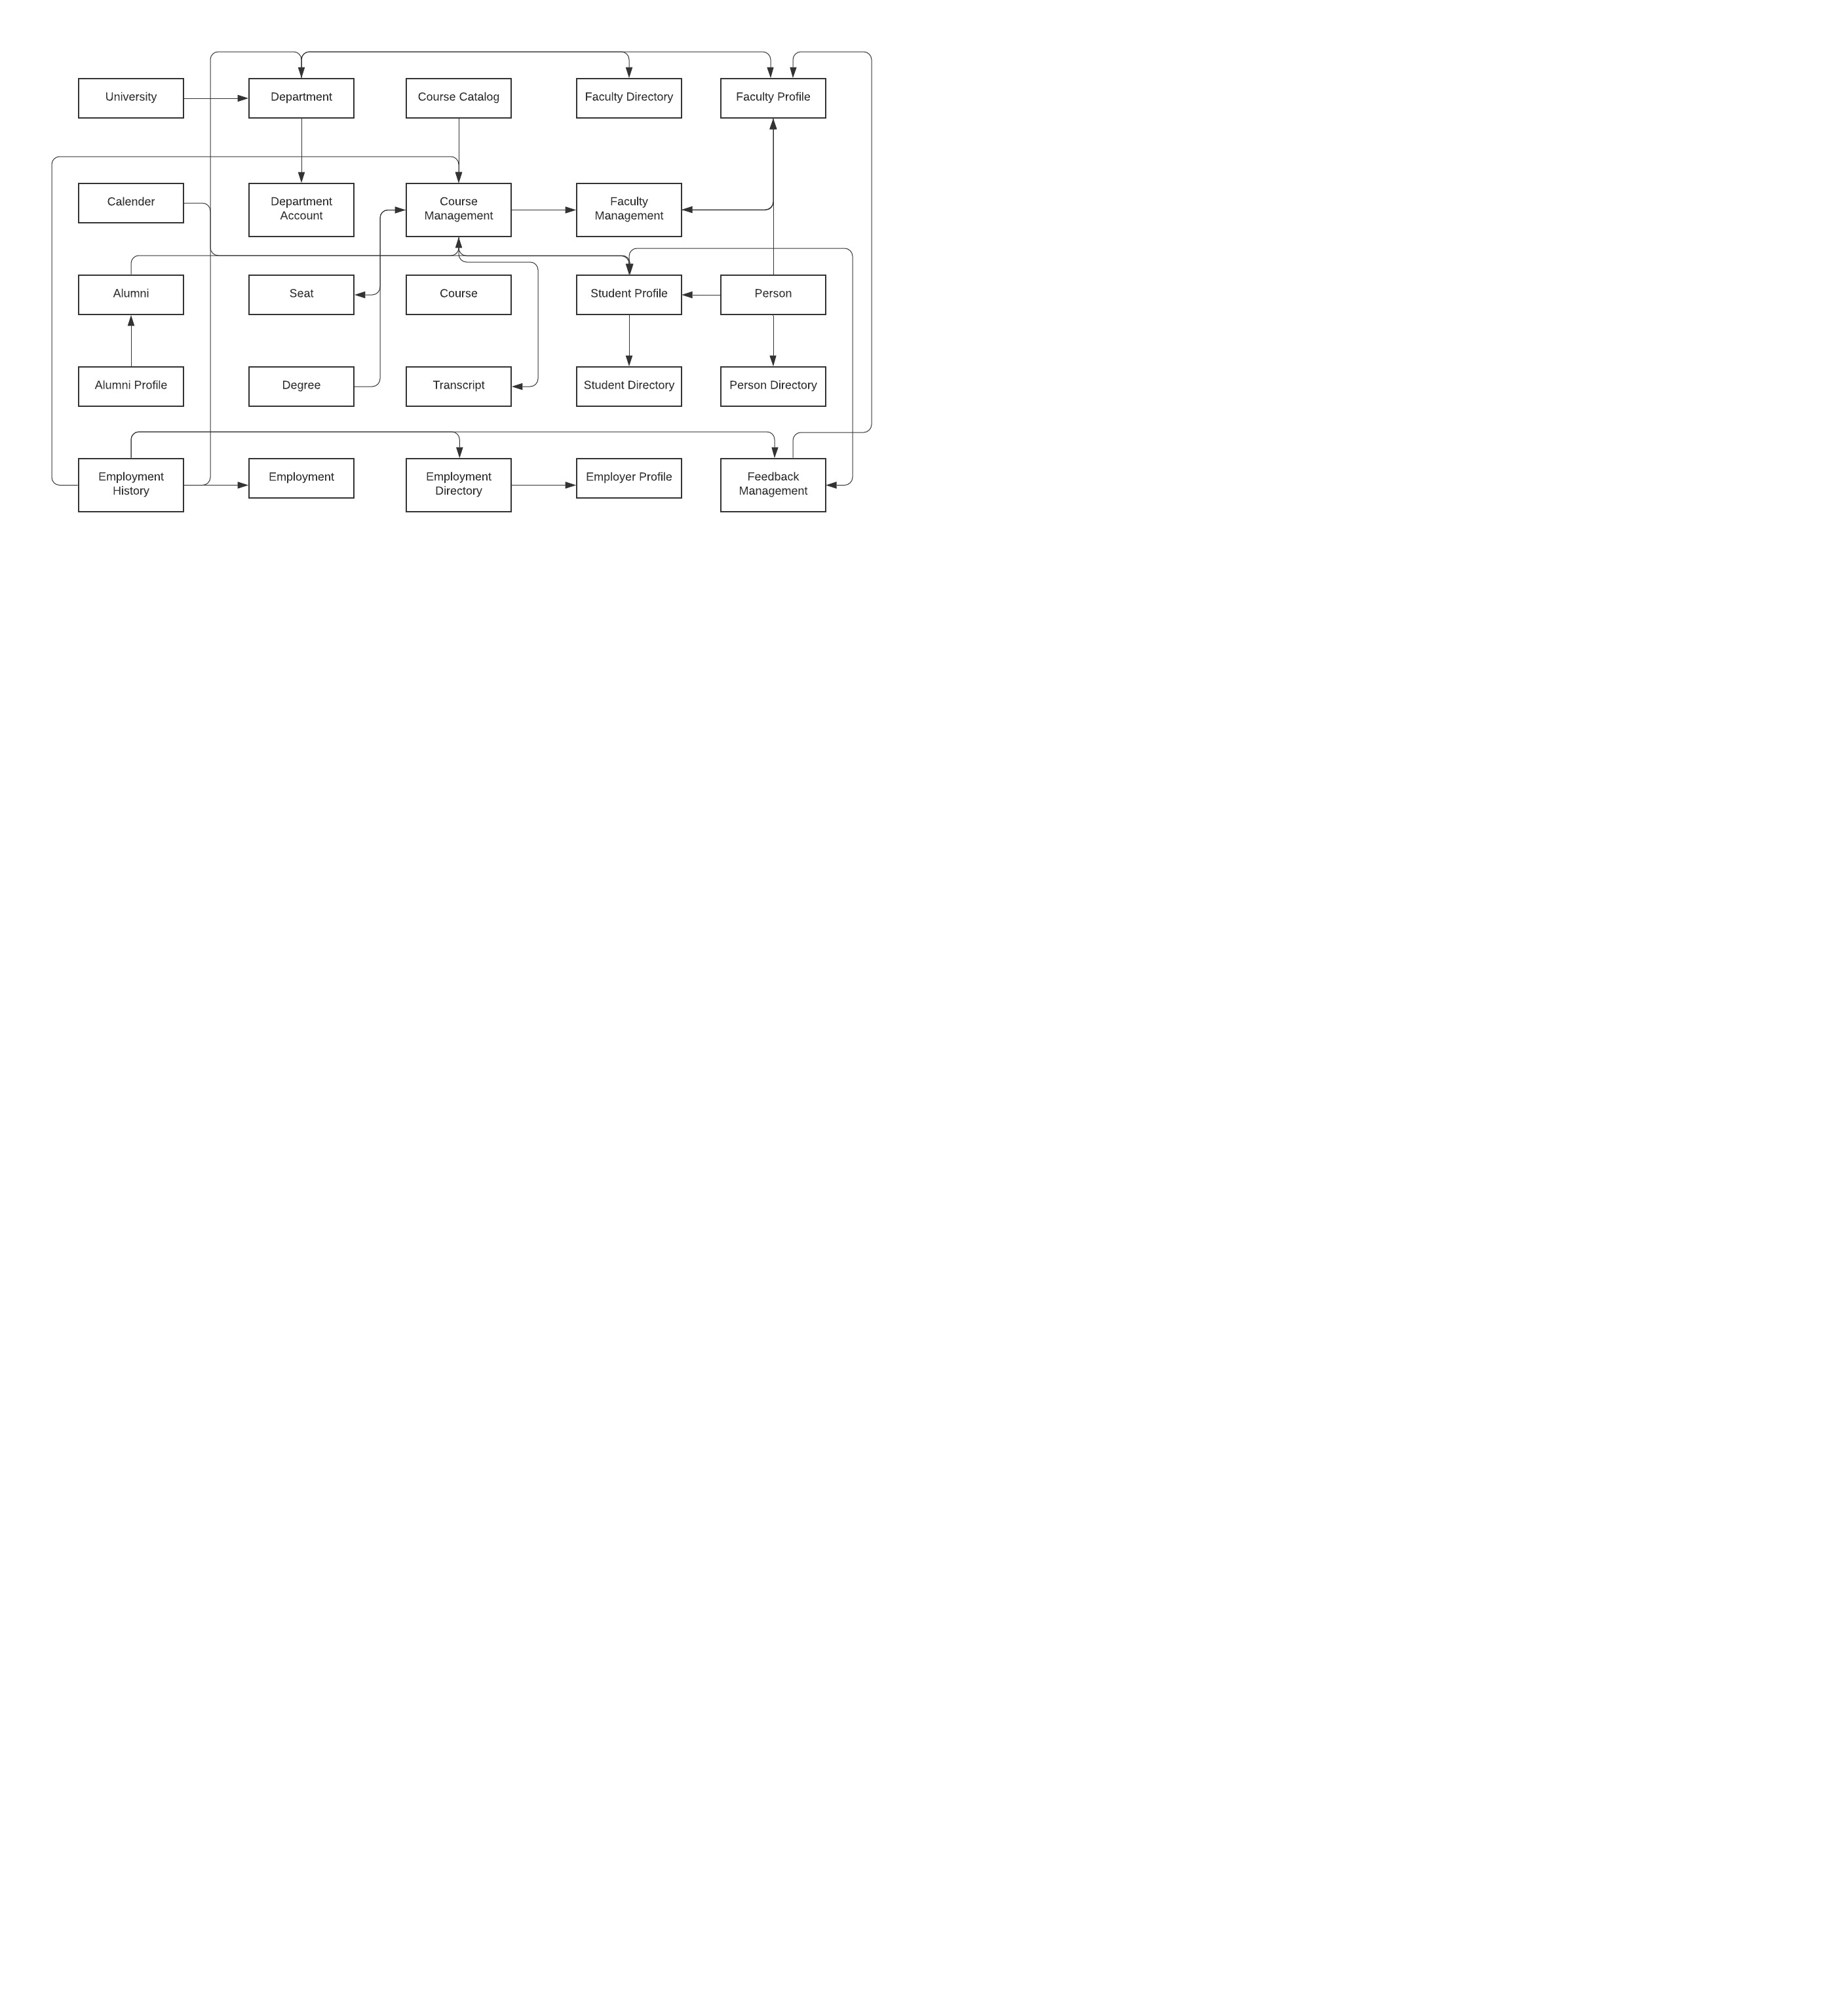 University
Department
Course Catalog
Faculty Directory
Faculty Profile
Calender
Department
Account
Course
Management
Faculty
Management
Alumni
Seat
Course
Student Profile
Person
Alumni Profile
Degree
Transcript
Student Directory
Person Directory
Employment
History
Employment
Employment
Directory
Employer Profile
Feedback
Management